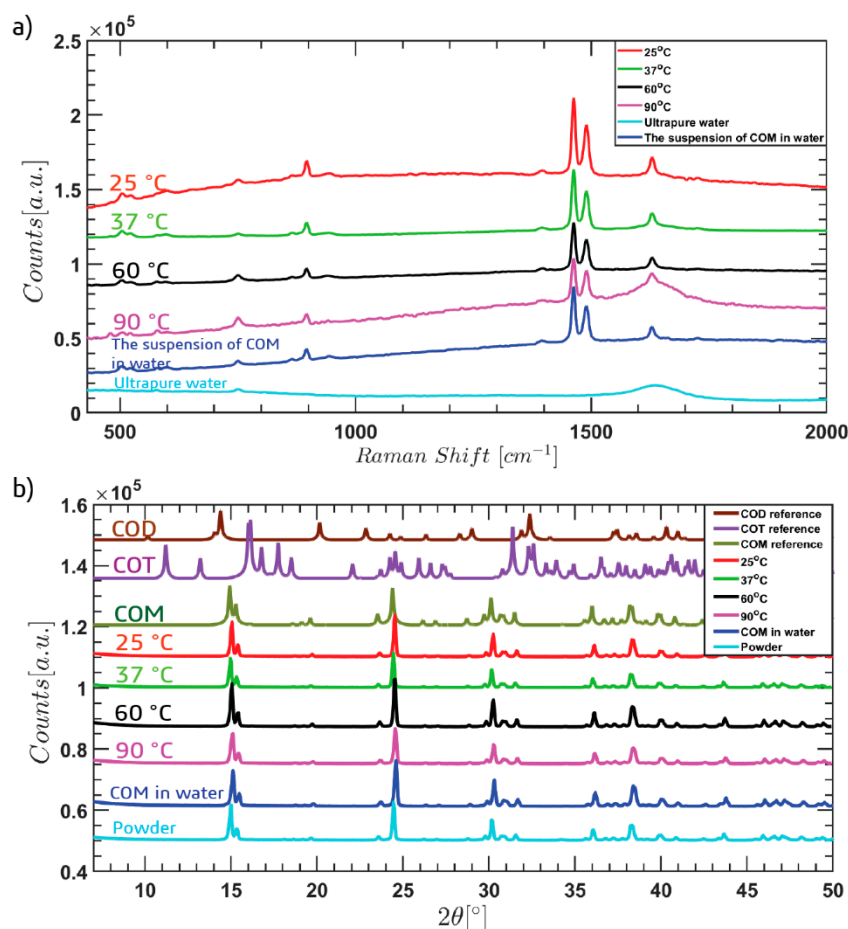 a)
×10⁵
2.5
2
1.5
1
0.5
0
Counts[a.u.]
25°C
37°C
60°C
90°C
Ultrapure water
The suspension of COM in water
25 °C
37 °C
60 °C
90 °C
The suspension of COM
in water
Ultrapure water
500 1000 1500 2000
Raman Shift [cm⁻¹]
b)
×10⁵
1.6
1.4
1.2
1
0.8
0.6
0.4
Counts[a.u.]
COD reference
COT reference
COM reference
25°C
37°C
60°C
90°C
COM in water
Powder
COD
COT
COM
25 °C
37 °C
60 °C
90 °C
COM in water
Powder
10 15 20 25 30 35 40 45 50
2θ[°]